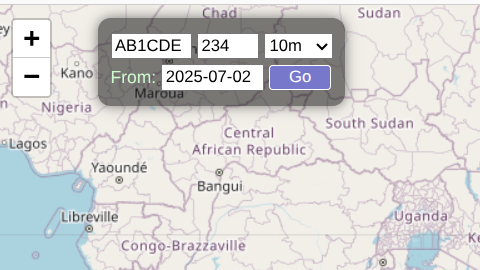 Chad
Sudan
+
AB1CDE 234 10m
−
Kano
From: 2025-07-02 Go
Maroua
Nigeria
South Sudan
Central
African Republic
Lagos
Yaoundé
Bangui
Libreville
Uganda
Congo-Brazzaville